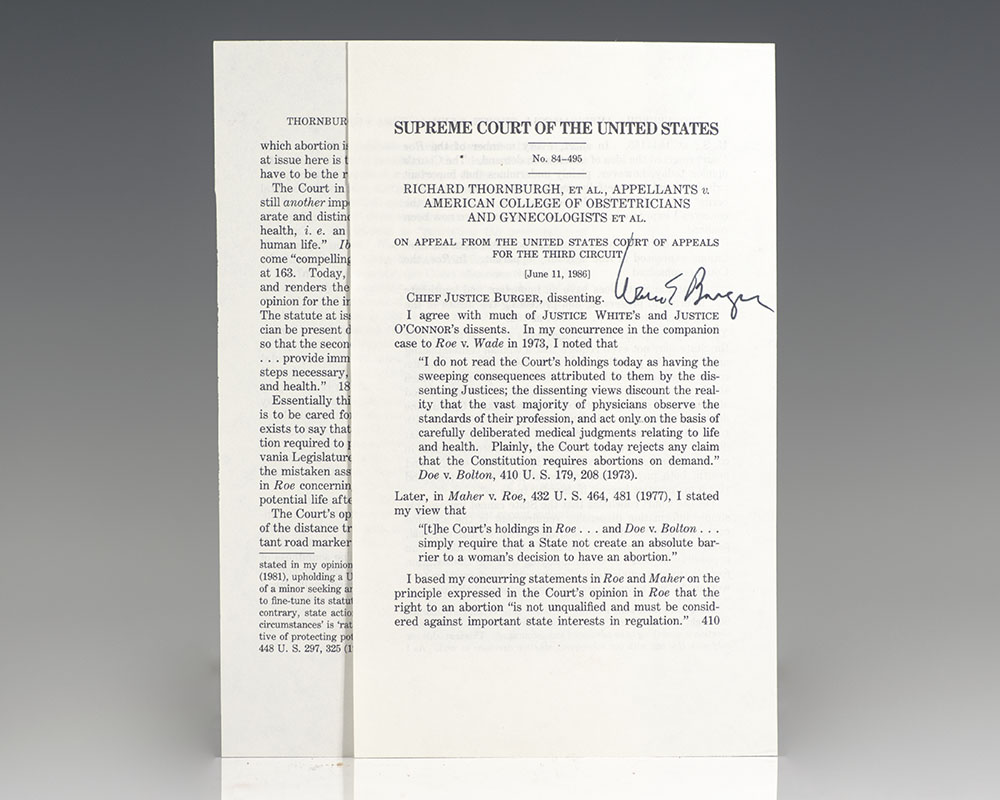 THORNBUR
which abortion i
at issue here is t
have to be the r
The Court in
still another imp
arate and distin
health, i. e. an
human life." Ib
come "compelling
at 163. Today,
and renders the
opinion for the ir
The statute at is
cian be present d
so that the secon
. . . provide imm
steps necessary,
and health." 18
Essentially thi
is to be cared fo
exists to say that
tion required to p
vania Legislature
the mistaken ass
in Roe concernin
potential life afte
The Court's op
of the distance tr
tant road marker
stated in my opinion
(1981), upholding a U
of a minor seeking a
to fine-tune its statut
contrary, state actio
circumstances' is 'rat
tive of protecting pot
448 U. S. 297, 325 (1
SUPREME COURT OF THE UNITED STATES
No. 84–495
RICHARD THORNBURGH, ET AL., APPELLANTS v.
AMERICAN COLLEGE OF OBSTETRICIANS
AND GYNECOLOGISTS ET AL.
ON APPEAL FROM THE UNITED STATES COURT OF APPEALS
FOR THE THIRD CIRCUIT
[June 11, 1986]
Warren E Burger
CHIEF JUSTICE BURGER, dissenting.
I agree with much of JUSTICE WHITE's and JUSTICE
O'CONNOR's dissents. In my concurrence in the companion
case to Roe v. Wade in 1973, I noted that
"I do not read the Court's holdings today as having the
sweeping consequences attributed to them by the dis-
senting Justices; the dissenting views discount the real-
ity that the vast majority of physicians observe the
standards of their profession, and act only on the basis of
carefully deliberated medical judgments relating to life
and health. Plainly, the Court today rejects any claim
that the Constitution requires abortions on demand."
Doe v. Bolton, 410 U. S. 179, 208 (1973).
Later, in Maher v. Roe, 432 U. S. 464, 481 (1977), I stated
my view that
"[t]he Court's holdings in Roe . . . and Doe v. Bolton . . .
simply require that a State not create an absolute bar-
rier to a woman's decision to have an abortion."
I based my concurring statements in Roe and Maher on the
principle expressed in the Court's opinion in Roe that the
right to an abortion "is not unqualified and must be consid-
ered against important state interests in regulation." 410